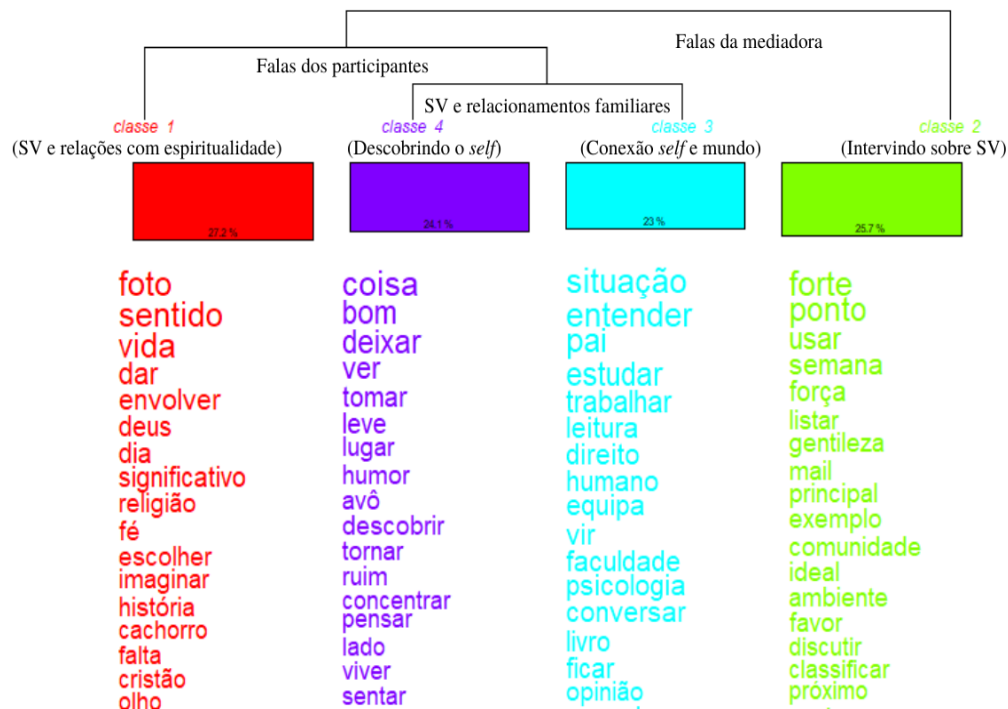 Falas da mediadora
Falas dos participantes
SV e relacionamentos familiares
classe 1
(SV e relações com espiritualidade)
27.2 %
foto
sentido
vida
dar
envolver
deus
dia
significativo
religião
fé
escolher
imaginar
história
cachorro
falta
cristão
olho
classe 4
(Descobrindo o self)
24.1 %
coisa
bom
deixar
ver
tomar
leve
lugar
humor
avô
descobrir
tornar
ruim
concentrar
pensar
lado
viver
sentar
classe 3
(Conexão self e mundo)
23 %
situação
entender
pai
estudar
trabalhar
leitura
direito
humano
equipa
vir
faculdade
psicologia
conversar
livro
ficar
opinião
classe 2
(Intervindo sobre SV)
25.7 %
forte
ponto
usar
semana
força
listar
gentileza
mail
principal
exemplo
comunidade
ideal
ambiente
favor
discutir
classificar
próximo